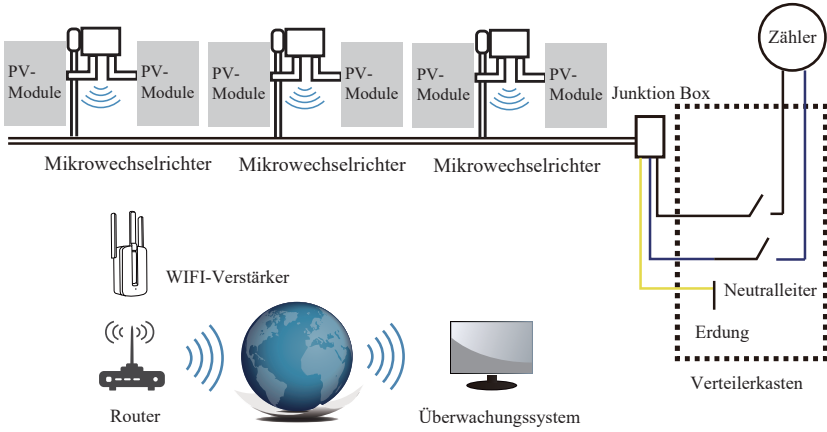 Zähler
PV-
Module
PV-
Module
PV-
Module
PV-
Module
PV-
Module
PV-
Module
Junktion Box
Mikrowechselrichter
Mikrowechselrichter
Mikrowechselrichter
WIFI-Verstärker
Neutralleiter
Erdung
Verteilerkasten
Router
Überwachungssystem